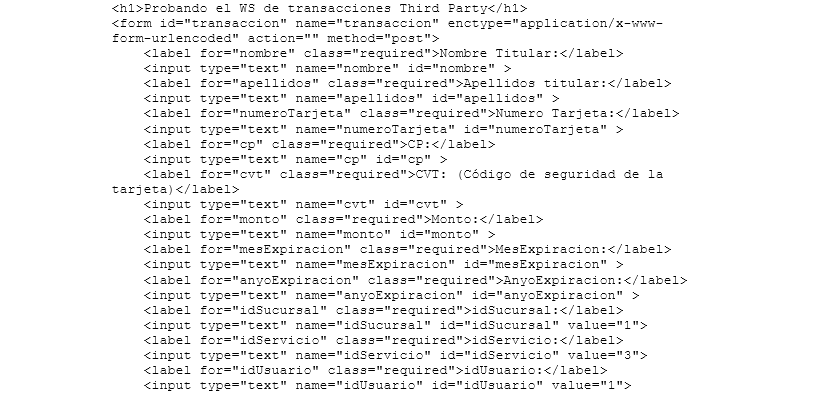 <h1>Probando el WS de transacciones Third Party</h1>
<form id="transaccion" name="transaccion" enctype="application/x-www-
form-urlencoded" action="" method="post">
<label for="nombre" class="required">Nombre Titular:</label>
<input type="text" name="nombre" id="nombre" >
<label for="apellidos" class="required">Apellidos titular:</label>
<input type="text" name="apellidos" id="apellidos" >
<label for="numeroTarjeta" class="required">Numero Tarjeta:</label>
<input type="text" name="numeroTarjeta" id="numeroTarjeta" >
<label for="cp" class="required">CP:</label>
<input type="text" name="cp" id="cp" >
<label for="cvt" class="required">CVT: (Código de seguridad de la
tarjeta)</label>
<input type="text" name="cvt" id="cvt" >
<label for="monto" class="required">Monto:</label>
<input type="text" name="monto" id="monto" >
<label for="mesExpiracion" class="required">MesExpiracion:</label>
<input type="text" name="mesExpiracion" id="mesExpiracion" >
<label for="anyoExpiracion" class="required">AnyoExpiracion:</label>
<input type="text" name="anyoExpiracion" id="anyoExpiracion" >
<label for="idSucursal" class="required">idSucursal:</label>
<input type="text" name="idSucursal" id="idSucursal" value="1">
<label for="idServicio" class="required">idServicio:</label>
<input type="text" name="idServicio" id="idServicio" value="3">
<label for="idUsuario" class="required">idUsuario:</label>
<input type="text" name="idUsuario" id="idUsuario" value="1">